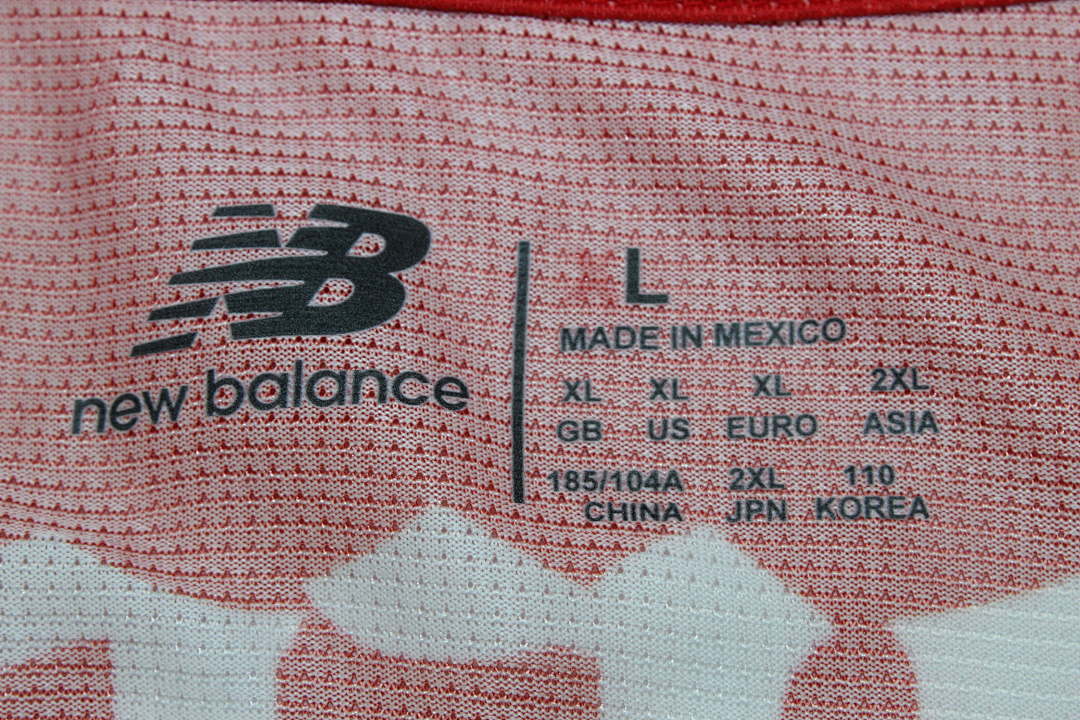 NB
new balance
L
MADE IN MEXICO
XL XL XL 2XL
GB US EURO ASIA
185/104A 2XL 110
CHINA JPN KOREA